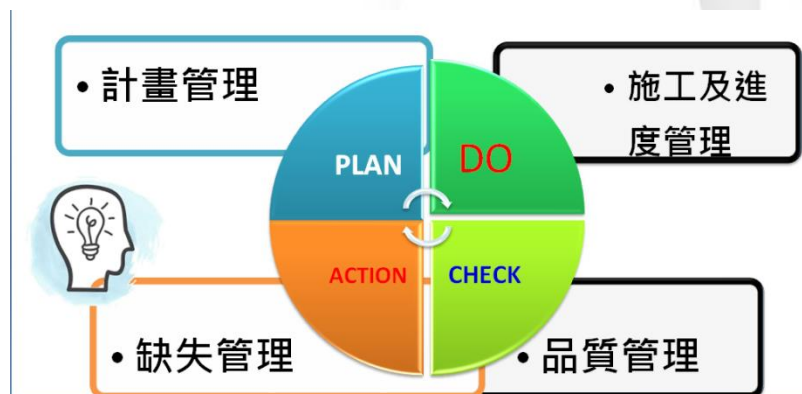 • 計畫管理
• 施工及進
度管理
PLAN
DO
ACTION
CHECK
• 缺失管理
• 品質管理